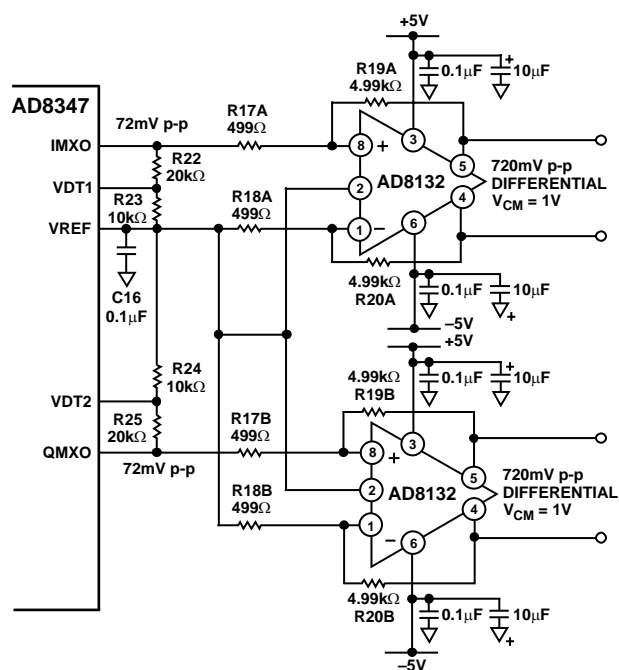 +5V
R19A
4.99kΩ
0.1μF
10μF
+
AD8347
R17A
499Ω
IMXO
72mV p-p
8
+
3
5
720mV p-p
DIFFERENTIAL
V_CM = 1V
R22
20kΩ
VDT1
2
AD8132
4
R23
10kΩ
R18A
499Ω
VREF
1
–
6
C16
0.1μF
4.99kΩ
R20A
0.1μF
10μF
+
–5V
+5V
R24
10kΩ
4.99kΩ
R19B
0.1μF
10μF
+
VDT2
R25
20kΩ
R17B
499Ω
QMXO
72mV p-p
8
+
3
5
720mV p-p
DIFFERENTIAL
V_CM = 1V
2
AD8132
4
R18B
499Ω
1
–
6
4.99kΩ
R20B
0.1μF
10μF
+
–5V